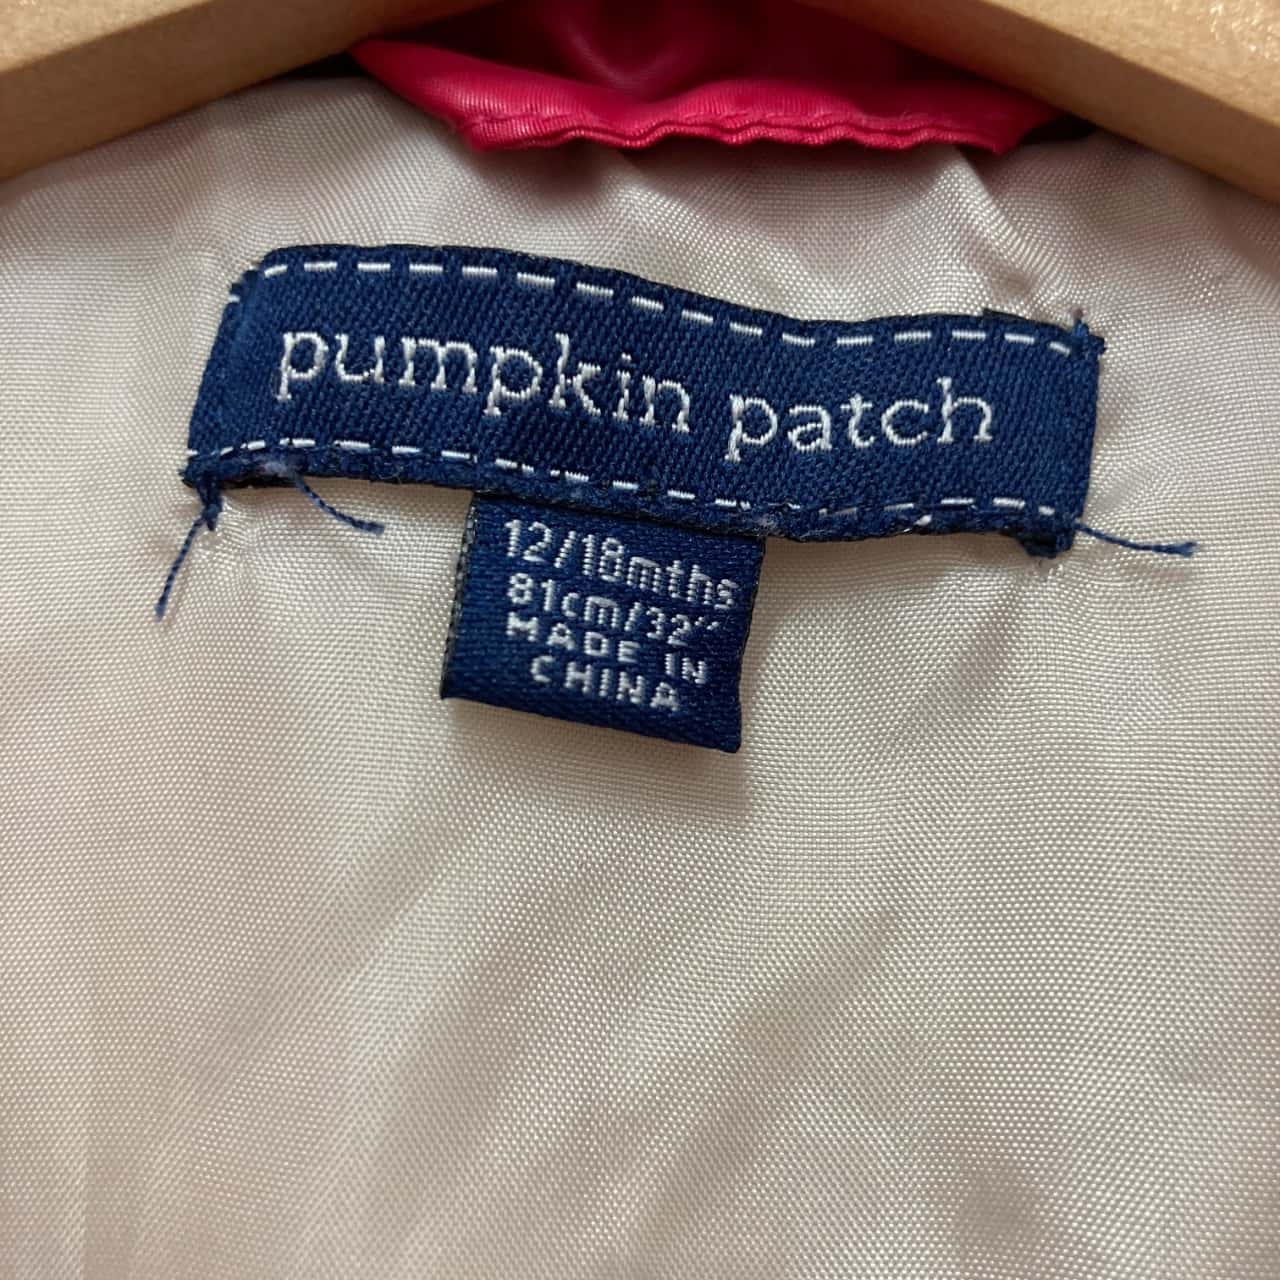 pumpkin patch
12/18mths
81cm/32"
MADE IN
CHINA